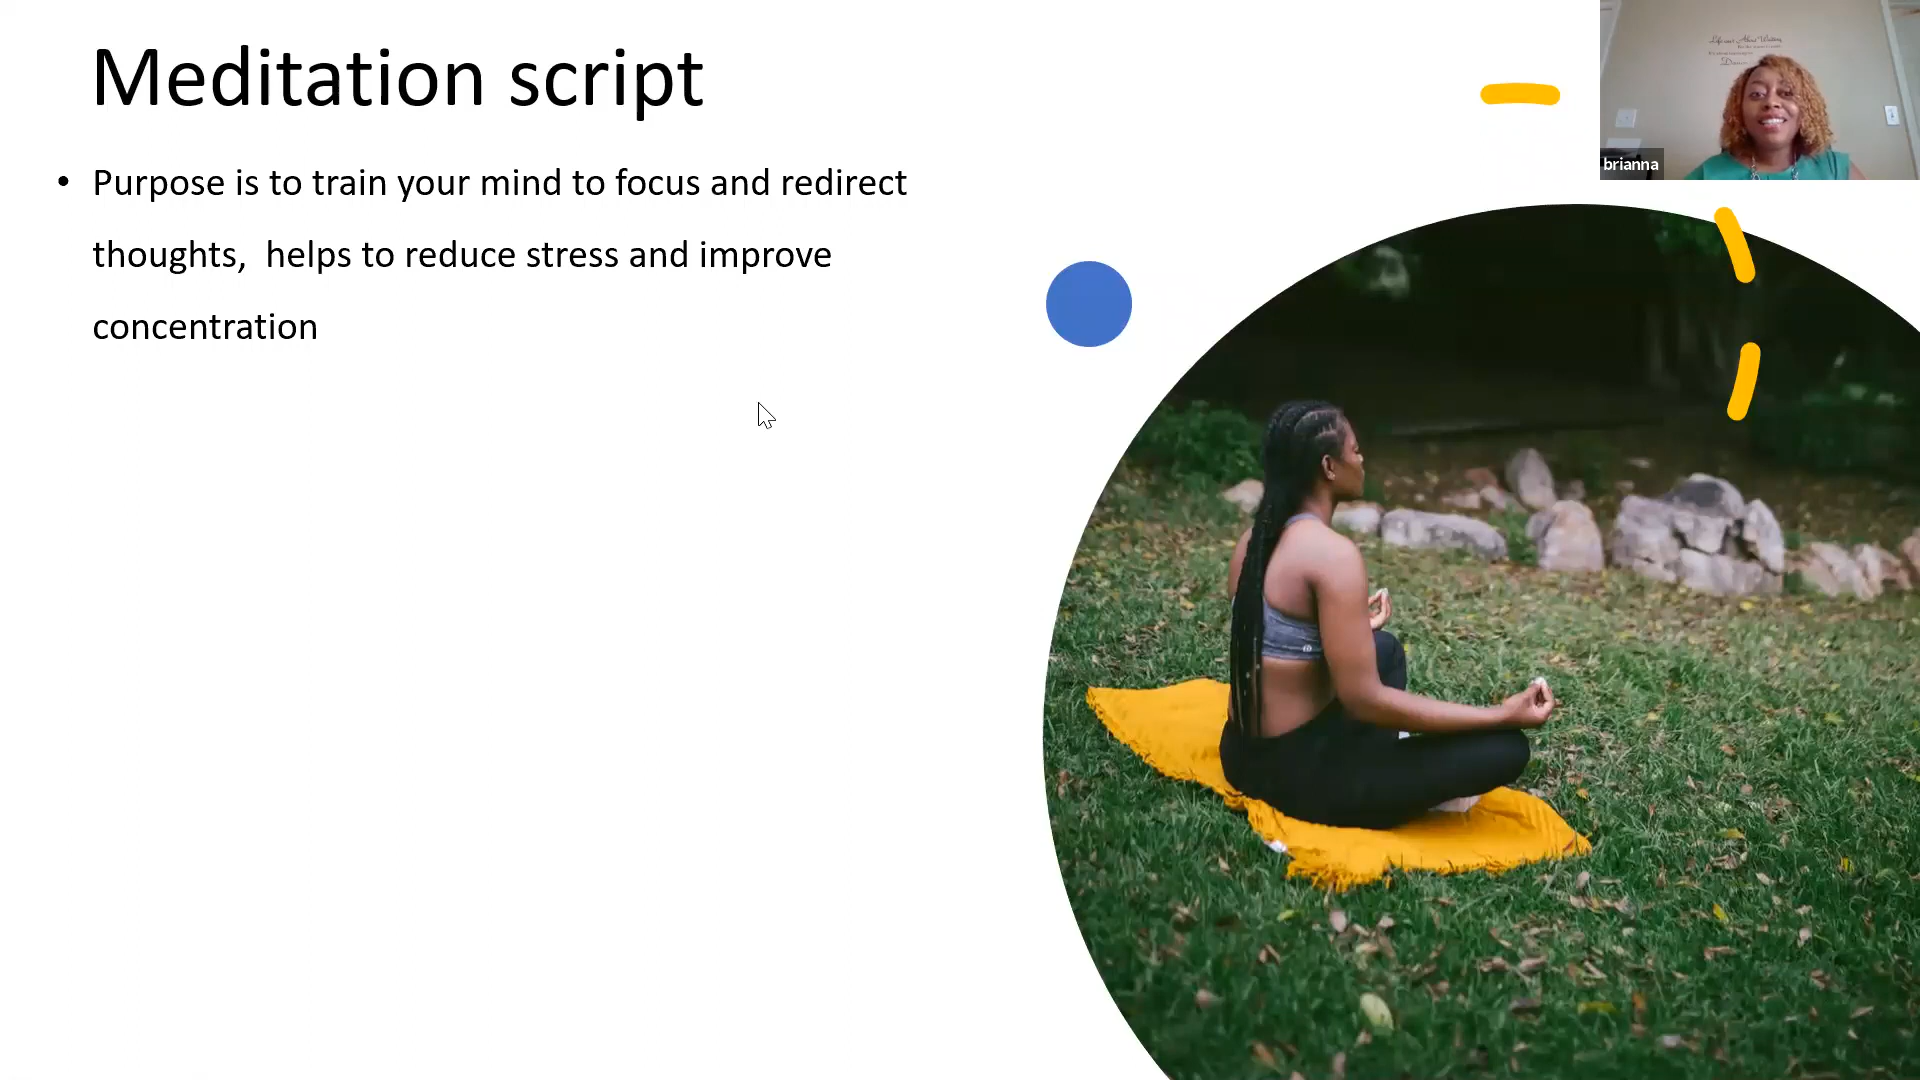 Meditation script
• Purpose is to train your mind to focus and redirect
thoughts,  helps to reduce stress and improve
concentration
brianna